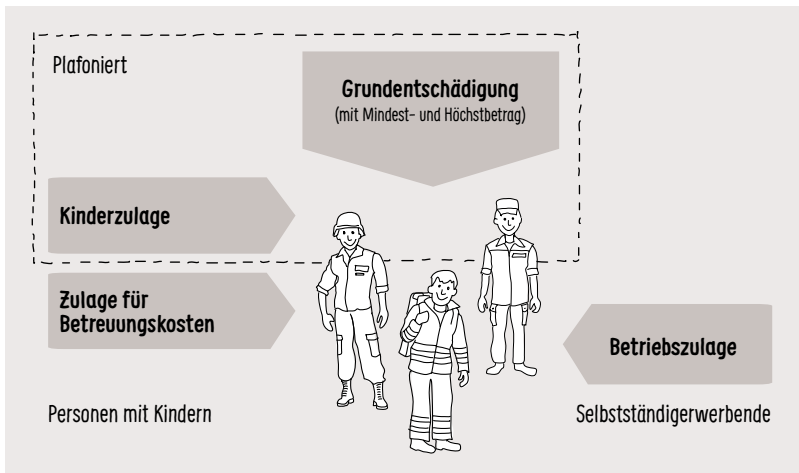 Plafoniert
Grundentschädigung
(mit Mindest- und Höchstbetrag)
Kinderzulage
Zulage für
Betreuungskosten
Betriebszulage
Personen mit Kindern
Selbstständigerwerbende